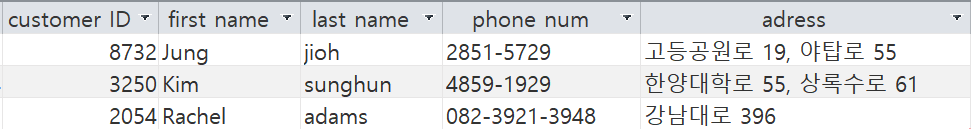 customer ID first name last name phone num adress
8732 Jung jioh 2851-5729 고등공원로 19, 야탑로 55
3250 Kim sunghun 4859-1929 한양대학로 55, 상록수로 61
2054 Rachel adams 082-3921-3948 강남대로 396